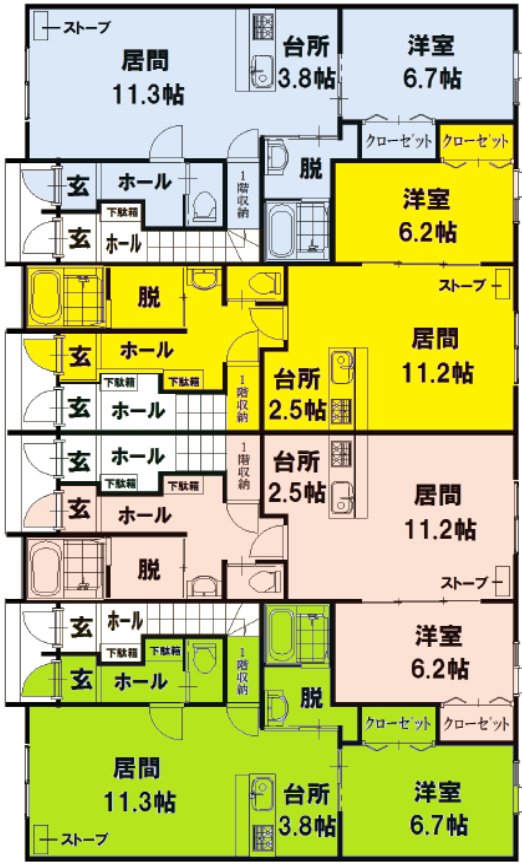 ストーブ
居間
11.3帖
台所
3.8帖
洋室
6.7帖
クローゼット
クローゼット
脱
1階収納
玄
ホール
下駄箱
玄
ホール
洋室
6.2帖
ストーブ
脱
居間
11.2帖
玄
ホール
下駄箱
下駄箱
台所
2.5帖
1階収納
玄
ホール
玄
ホール
1階収納
台所
2.5帖
下駄箱
下駄箱
居間
11.2帖
玄
ホール
脱
ストーブ
玄
ホール
洋室
6.2帖
下駄箱
下駄箱
1階収納
玄
ホール
脱
クローゼット
クローゼット
居間
11.3帖
台所
3.8帖
洋室
6.7帖
ストーブ